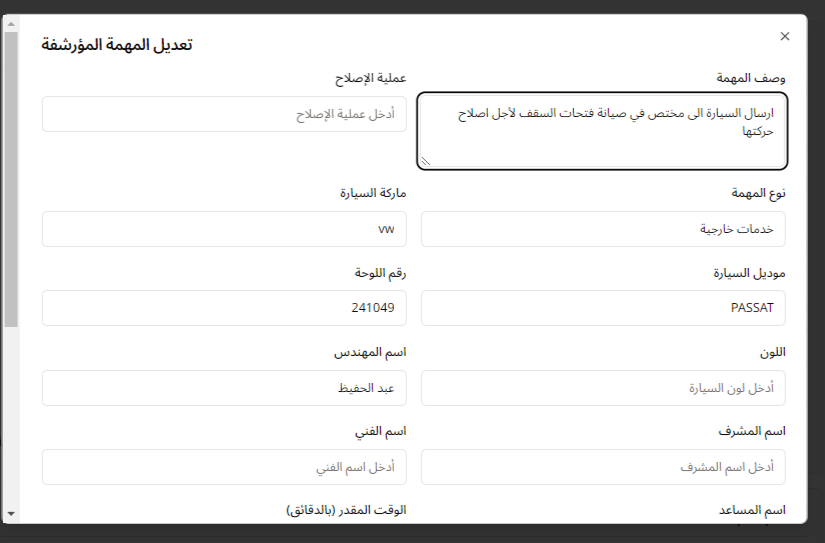 تعديل المهمة المؤرشفة
وصف المهمة
ارسال السيارة الى مختص في صيانة فتحات السقف لأجل اصلاح
حركتها
عملية الإصلاح
أدخل عملية الإصلاح
نوع المهمة
خدمات خارجية
ماركة السيارة
vw
موديل السيارة
PASSAT
رقم اللوحة
241049
اللون
أدخل لون السيارة
اسم المهندس
عبد الحفيظ
اسم المشرف
أدخل اسم المشرف
اسم الفني
أدخل اسم الفني
اسم المساعد
الوقت المقدر (بالدقائق)